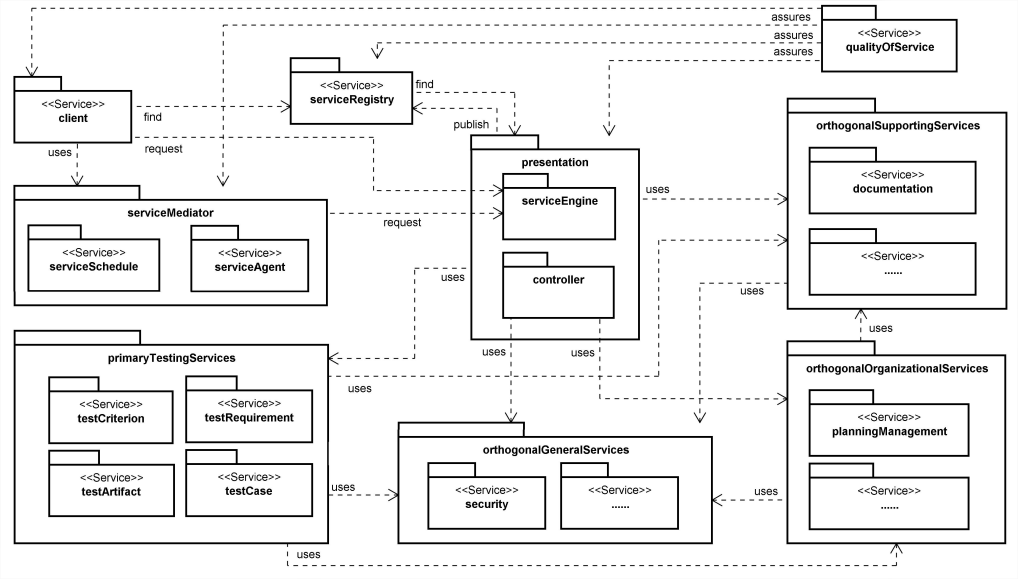 assures
<<Service>>
qualityOfService
assures
assures
<<Service>>
client
find
request
uses
<<Service>>
serviceRegistry
find
publish
presentation
serviceEngine
controller
uses
orthogonalSupportingServices
<<Service>>
documentation
<<Service>>
......
serviceMediator
<<Service>>
serviceSchedule
<<Service>>
serviceAgent
request
uses
uses
uses
uses
uses
primaryTestingServices
<<Service>>
testCriterion
<<Service>>
testRequirement
<<Service>>
testArtifact
<<Service>>
testCase
uses
uses
orthogonalOrganizationalServices
<<Service>>
planningManagement
<<Service>>
......
orthogonalGeneralServices
<<Service>>
security
<<Service>>
......
uses
uses
uses